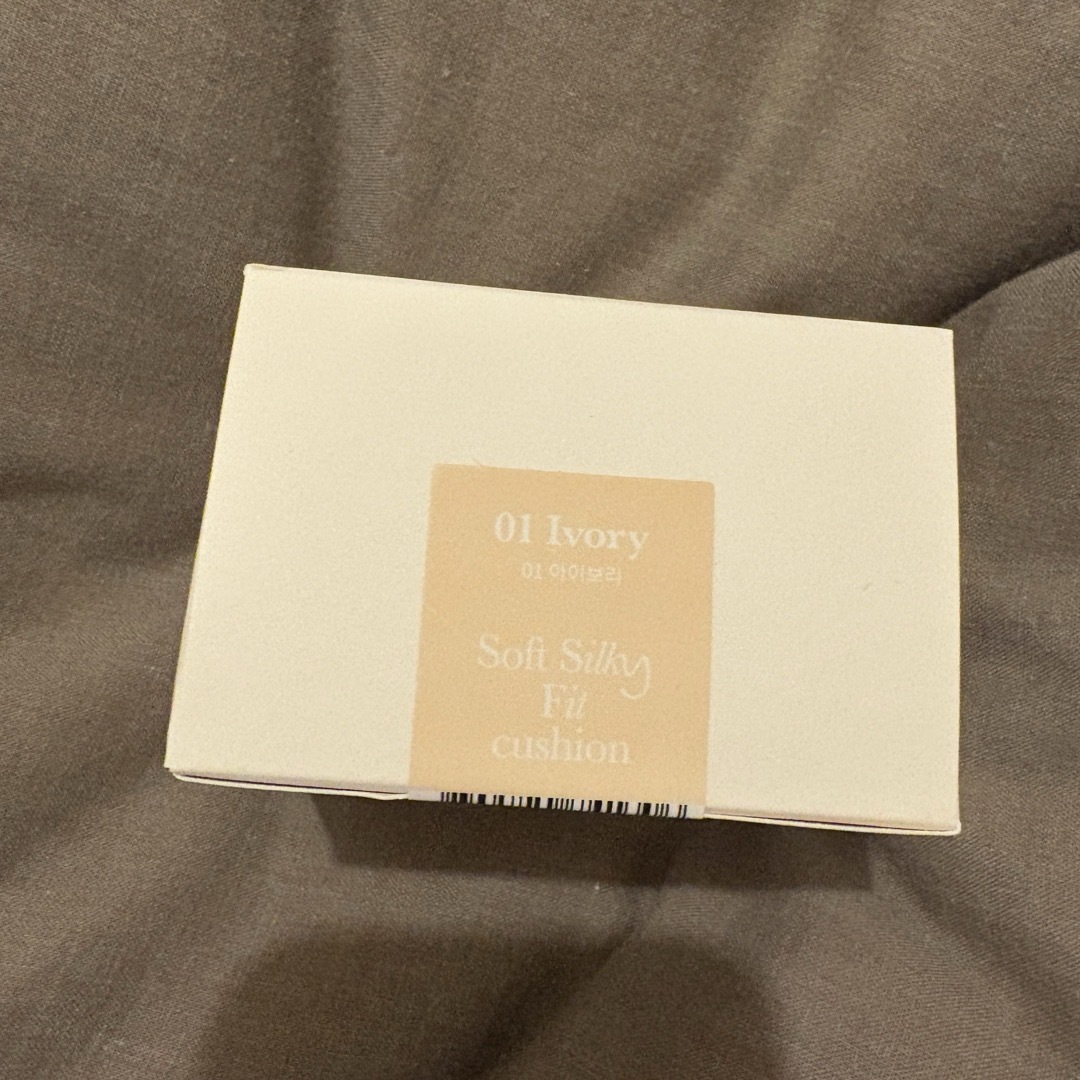 01 Ivory
01 아이보리
Soft Silky
Fit
cushion